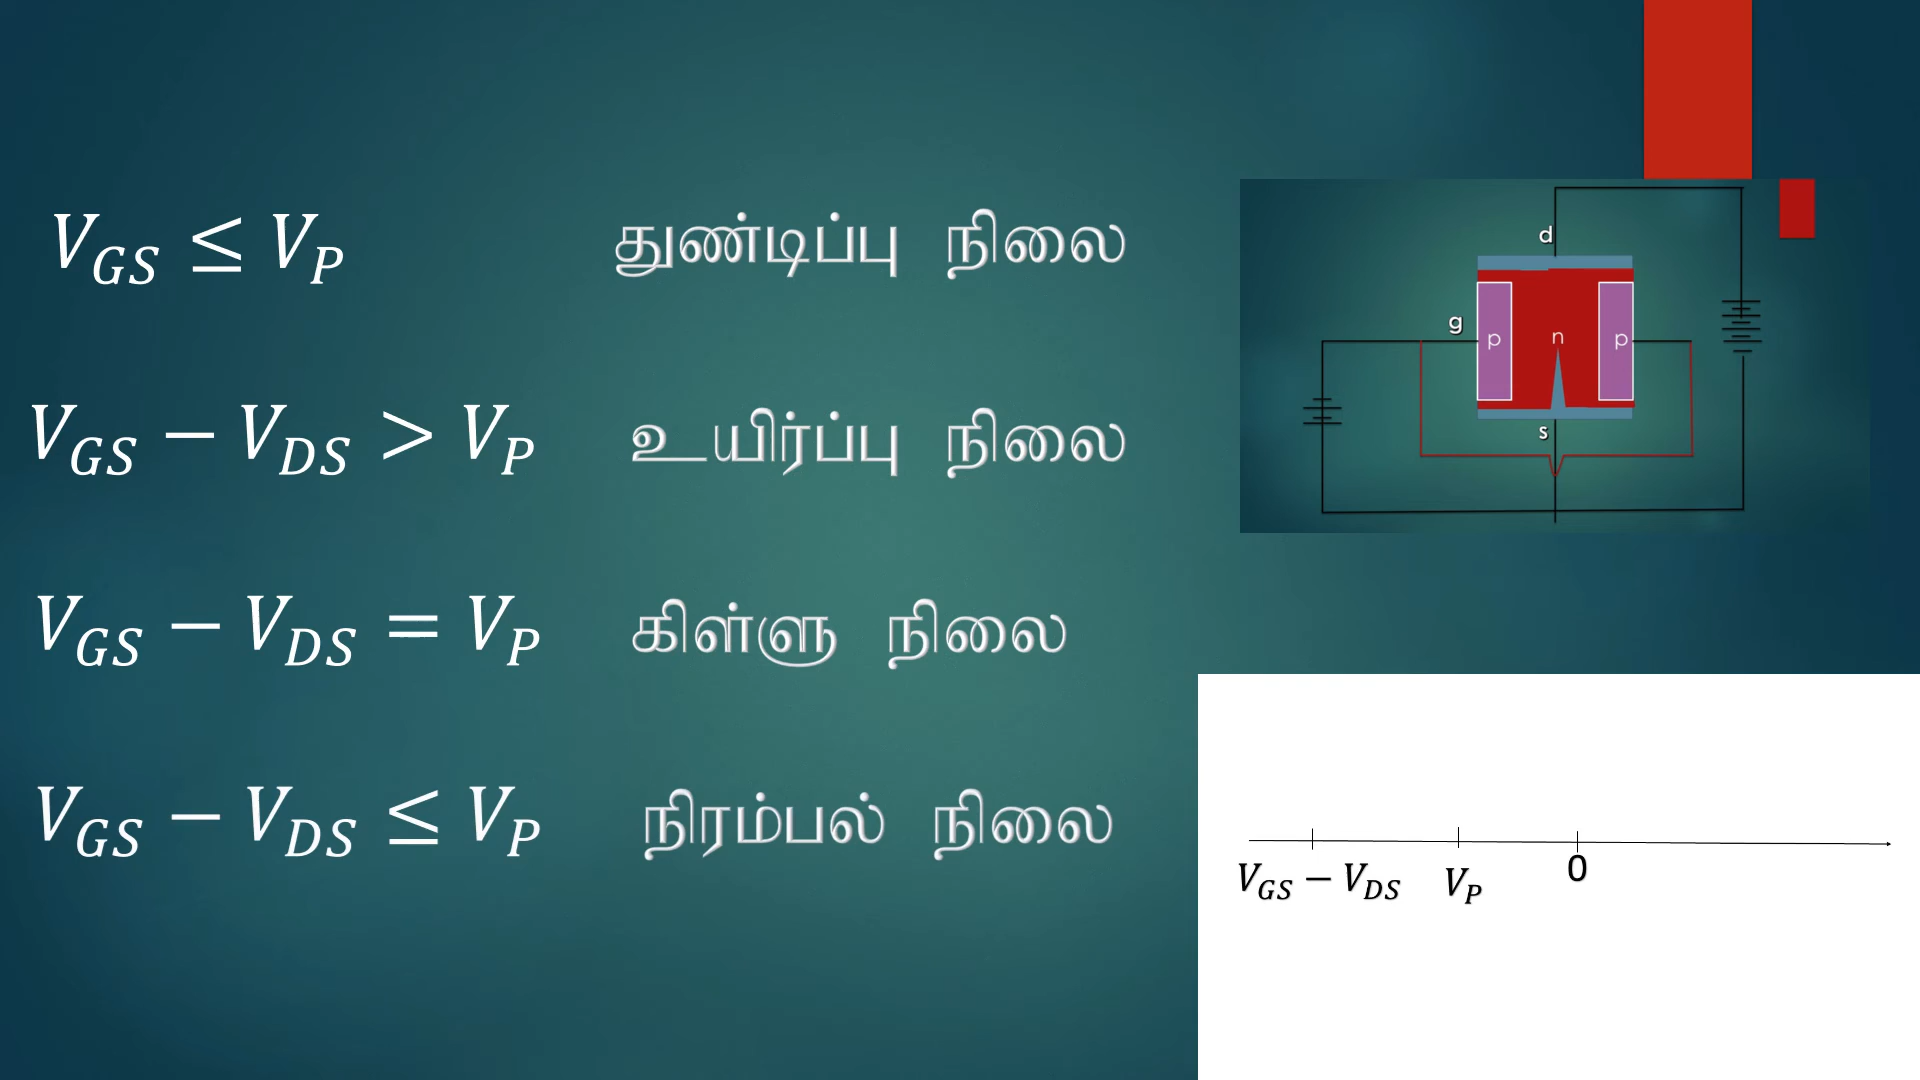 V_GS ≤ V_P துண்டிப்பு நிலை
V_GS − V_DS > V_P உயிர்ப்பு நிலை
V_GS − V_DS = V_P கிள்ளு நிலை
V_GS − V_DS ≤ V_P நிரம்பல் நிலை
d
g
p n p
s
V_GS − V_DS V_P 0